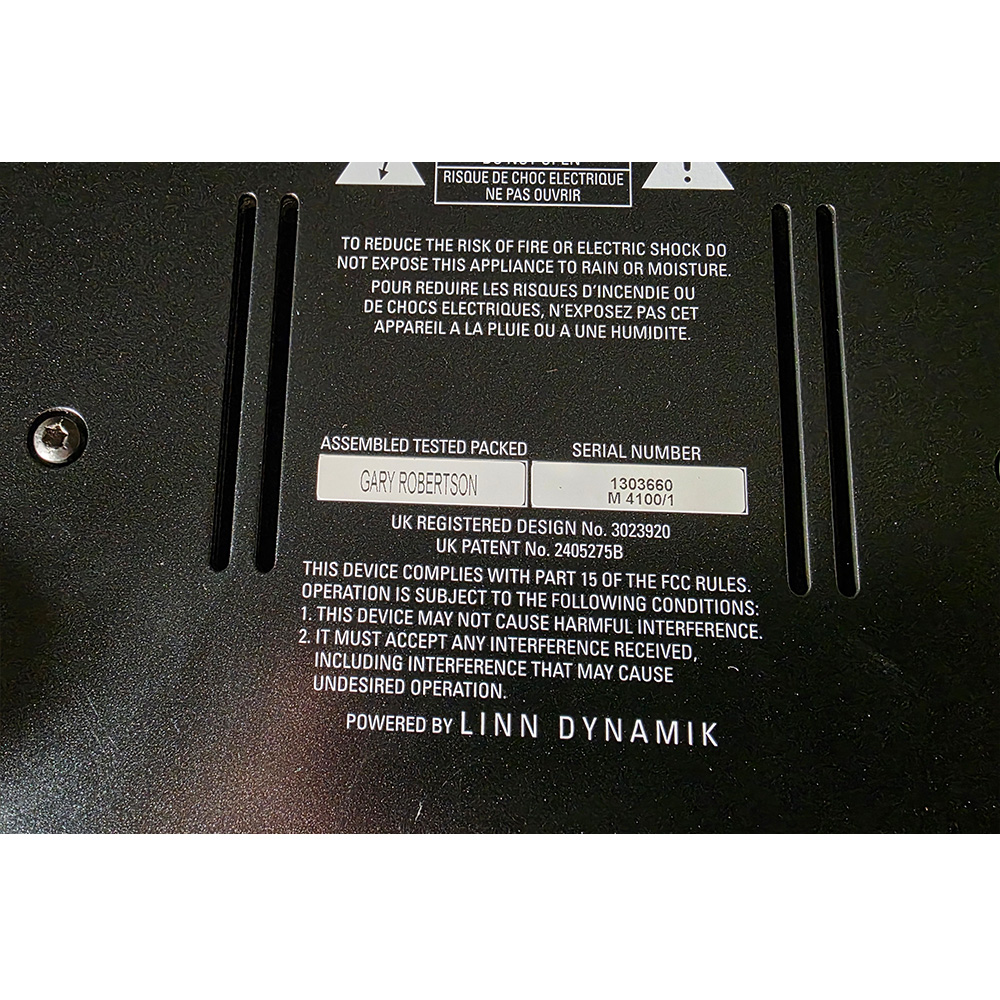 RISQUE DE CHOC ELECTRIQUE
NE PAS OUVRIR
TO REDUCE THE RISK OF FIRE OR ELECTRIC SHOCK DO
NOT EXPOSE THIS APPLIANCE TO RAIN OR MOISTURE.
POUR REDUIRE LES RISQUES D'INCENDIE OU
DE CHOCS ELECTRIQUES, N'EXPOSEZ PAS CET
APPAREIL A LA PLUIE OU A UNE HUMIDITE.
ASSEMBLED TESTED PACKED
GARY ROBERTSON
SERIAL NUMBER
1303660
M 4100/1
UK REGISTERED DESIGN No. 3023920
UK PATENT No. 2405275B
THIS DEVICE COMPLIES WITH PART 15 OF THE FCC RULES.
OPERATION IS SUBJECT TO THE FOLLOWING CONDITIONS:
1. THIS DEVICE MAY NOT CAUSE HARMFUL INTERFERENCE.
2. IT MUST ACCEPT ANY INTERFERENCE RECEIVED,
INCLUDING INTERFERENCE THAT MAY CAUSE
UNDESIRED OPERATION.
POWERED BY LINN DYNAMIK